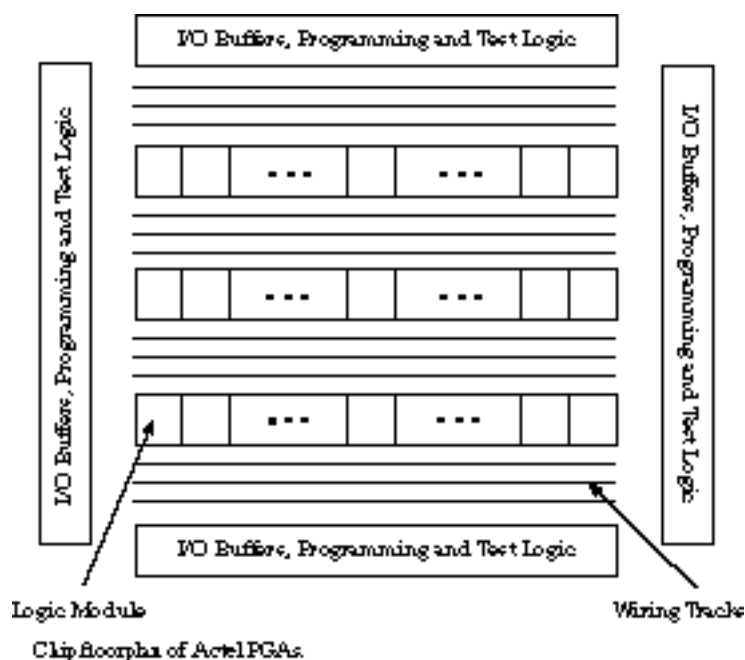 I/O Buffers, Programming and Test Logic
I/O Buffers, Programming and Test Logic
I/O Buffers, Programming and Test Logic
I/O Buffers, Programming and Test Logic
Logic Module
Wiring Tracks
Chip floorplan of Actel PGAs.